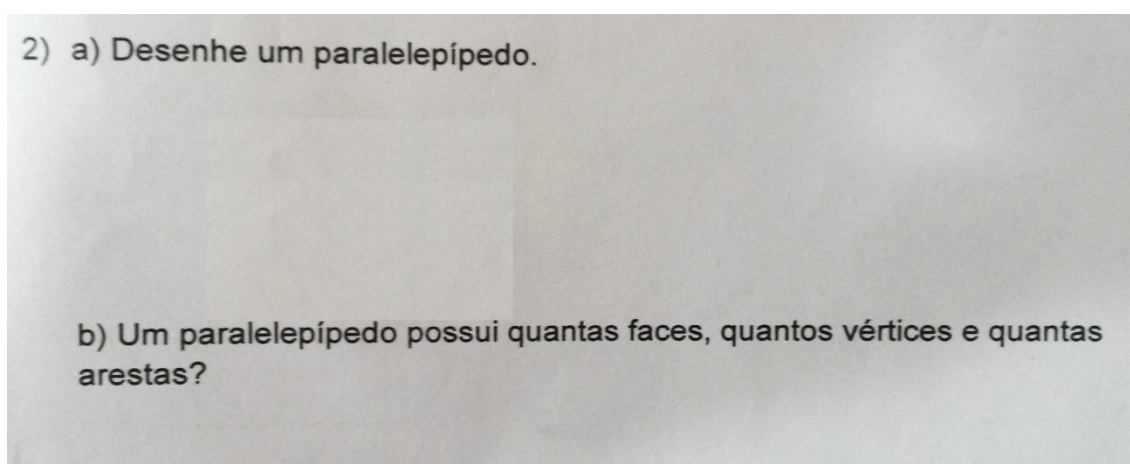 2) a) Desenhe um paralelepípedo.
b) Um paralelepípedo possui quantas faces, quantos vértices e quantas
arestas?